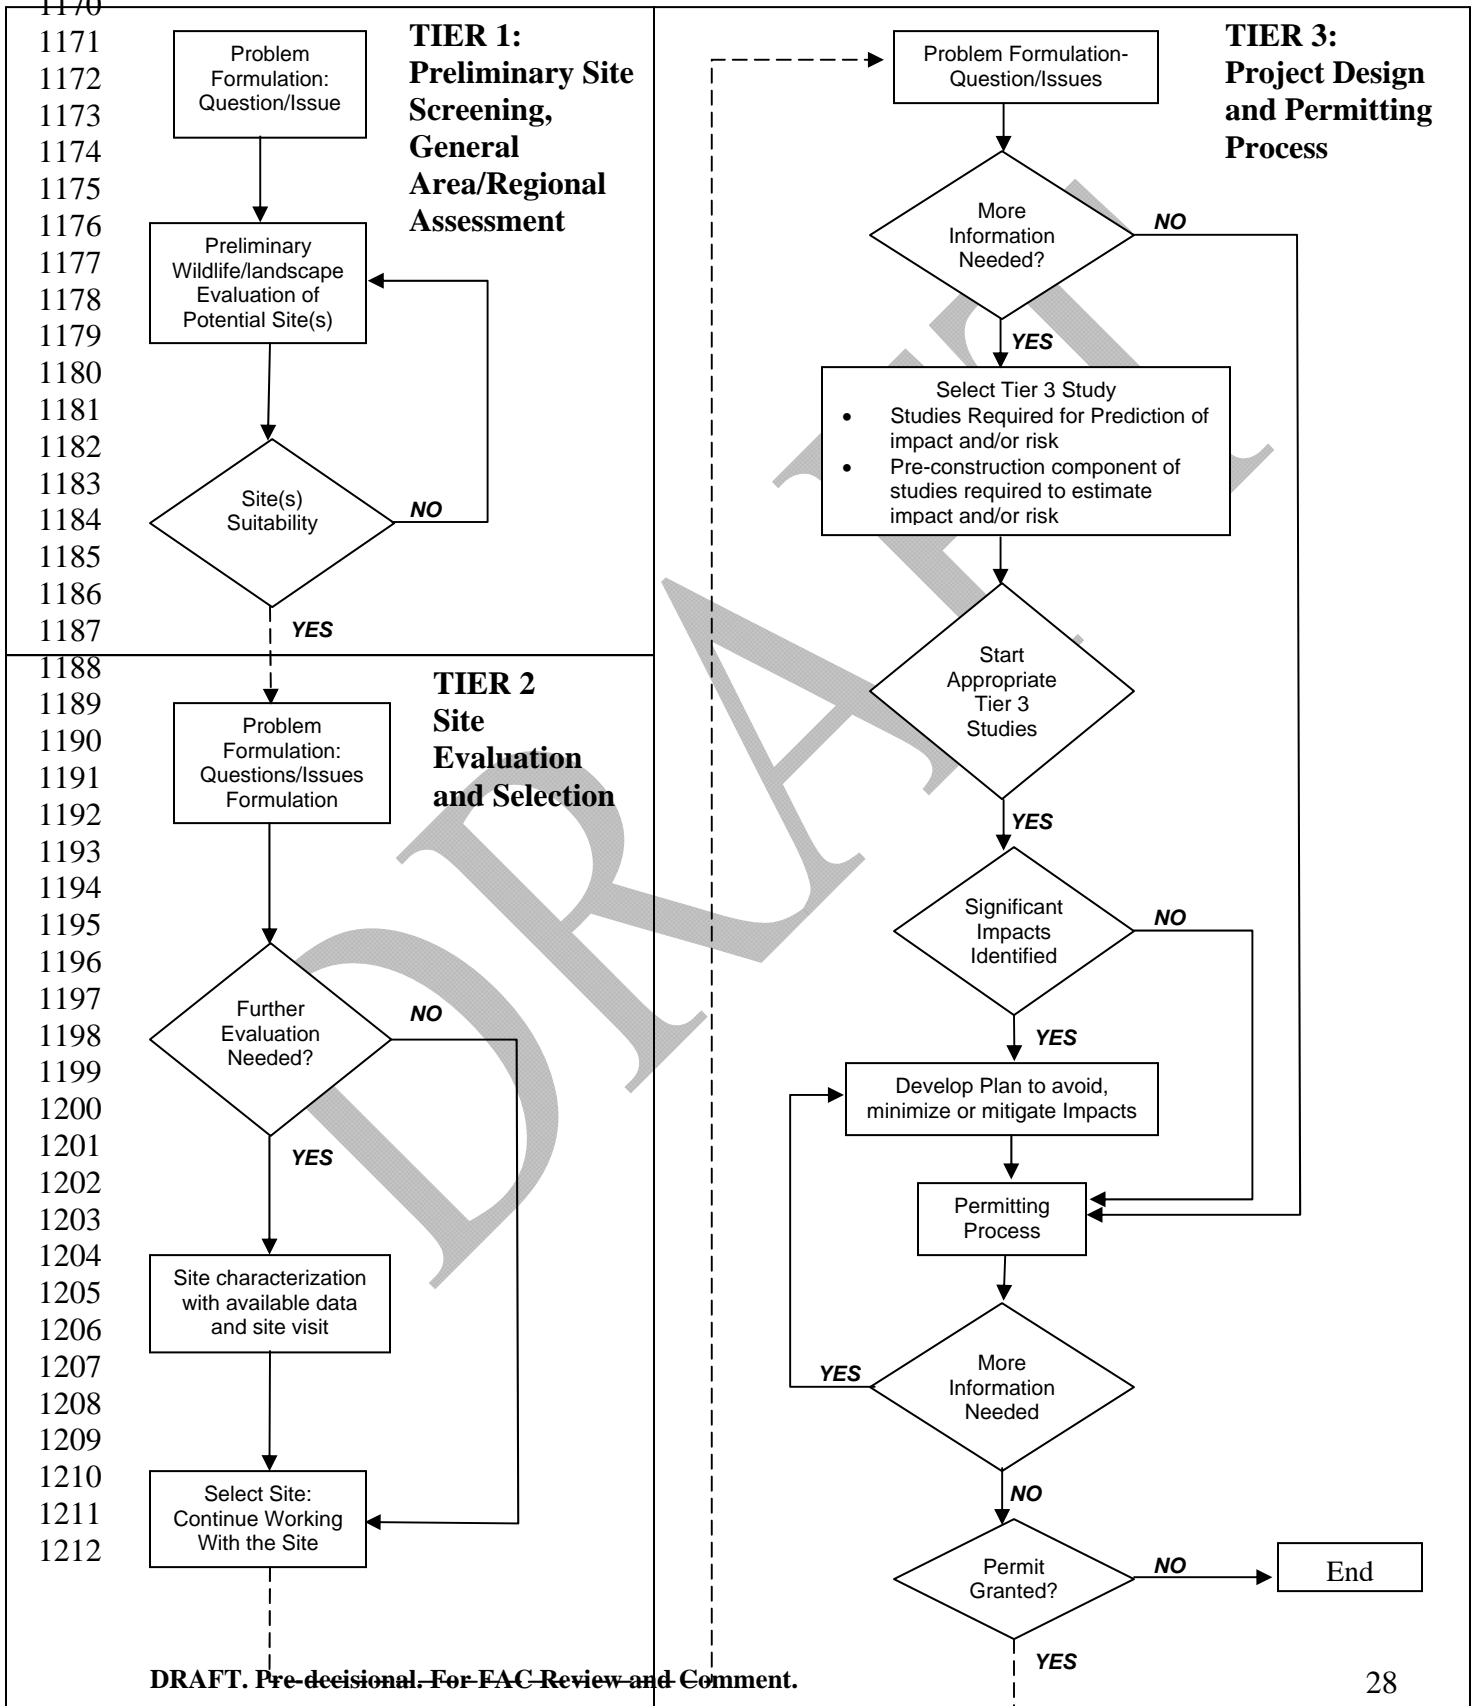 1170
1171
1172
1173
1174
1175
1176
1177
1178
1179
1180
1181
1182
1183
1184
1185
1186
1187
1188
1189
1190
1191
1192
1193
1194
1195
1196
1197
1198
1199
1200
1201
1202
1203
1204
1205
1206
1207
1208
1209
1210
1211
1212
TIER 1:
Preliminary Site
Screening,
General
Area/Regional
Assessment
Problem
Formulation:
Question/Issue
Preliminary
Wildlife/landscape
Evaluation of
Potential Site(s)
Site(s)
Suitability
NO
YES
TIER 2
Site
Evaluation
and Selection
Problem
Formulation:
Questions/Issues
Formulation
Further
Evaluation
Needed?
NO
YES
Site characterization
with available data
and site visit
Select Site:
Continue Working
With the Site
TIER 3:
Project Design
and Permitting
Process
Problem Formulation-
Question/Issues
More
Information
Needed?
NO
YES
Select Tier 3 Study
• Studies Required for Prediction of
impact and/or risk
• Pre-construction component of
studies required to estimate
impact and/or risk
Start
Appropriate
Tier 3
Studies
YES
Significant
Impacts
Identified
NO
YES
Develop Plan to avoid,
minimize or mitigate Impacts
Permitting
Process
More
Information
Needed
YES
NO
Permit
Granted?
NO
End
YES
DRAFT
DRAFT. Pre-decisional. For FAC Review and Comment.
28